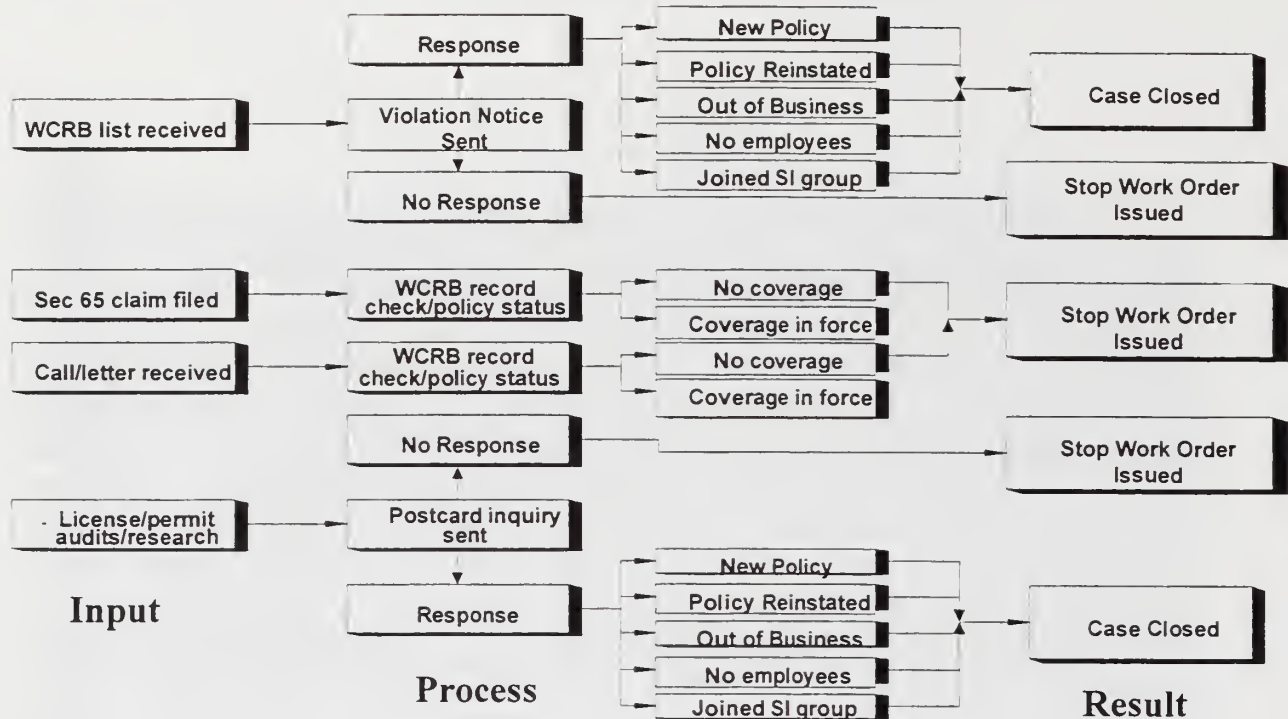 New Policy
Response
Policy Reinstated
WCRB list received
Violation Notice
Sent
Out of Business
Case Closed
No employees
No Response
Joined SI group
Stop Work Order
Issued
Sec 65 claim filed
WCRB record
check/policy status
No coverage
Coverage in force
Stop Work Order
Issued
Call/letter received
WCRB record
check/policy status
No coverage
Coverage in force
No Response
Stop Work Order
Issued
- License/permit
audits/research
Postcard inquiry
sent
New Policy
Response
Policy Reinstated
Out of Business
Case Closed
No employees
Joined SI group
Input
Process
Result